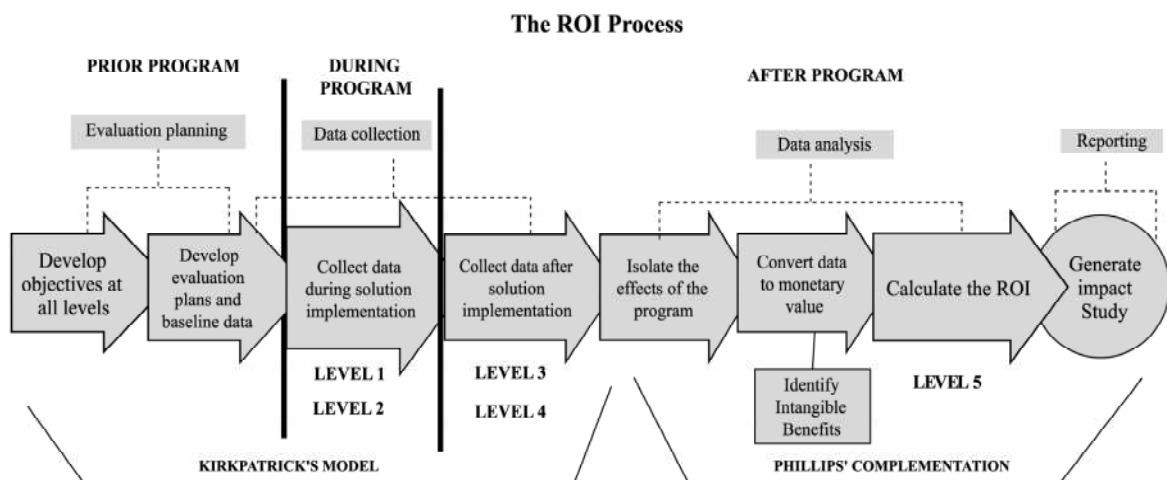 The ROI Process
PRIOR PROGRAM
DURING
PROGRAM
AFTER PROGRAM
Evaluation planning
Data collection
Data analysis
Reporting
Develop
objectives at
all levels
Develop
evaluation
plans and
baseline data
Collect data
during solution
implementation
Collect data after
solution
implementation
Isolate the
effects of the
program
Convert data
to monetary
value
Calculate the ROI
Generate
impact
Study
LEVEL 1
LEVEL 2
LEVEL 3
LEVEL 4
Identify
Intangible
Benefits
LEVEL 5
KIRKPATRICK'S MODEL
PHILLIPS' COMPLEMENTATION